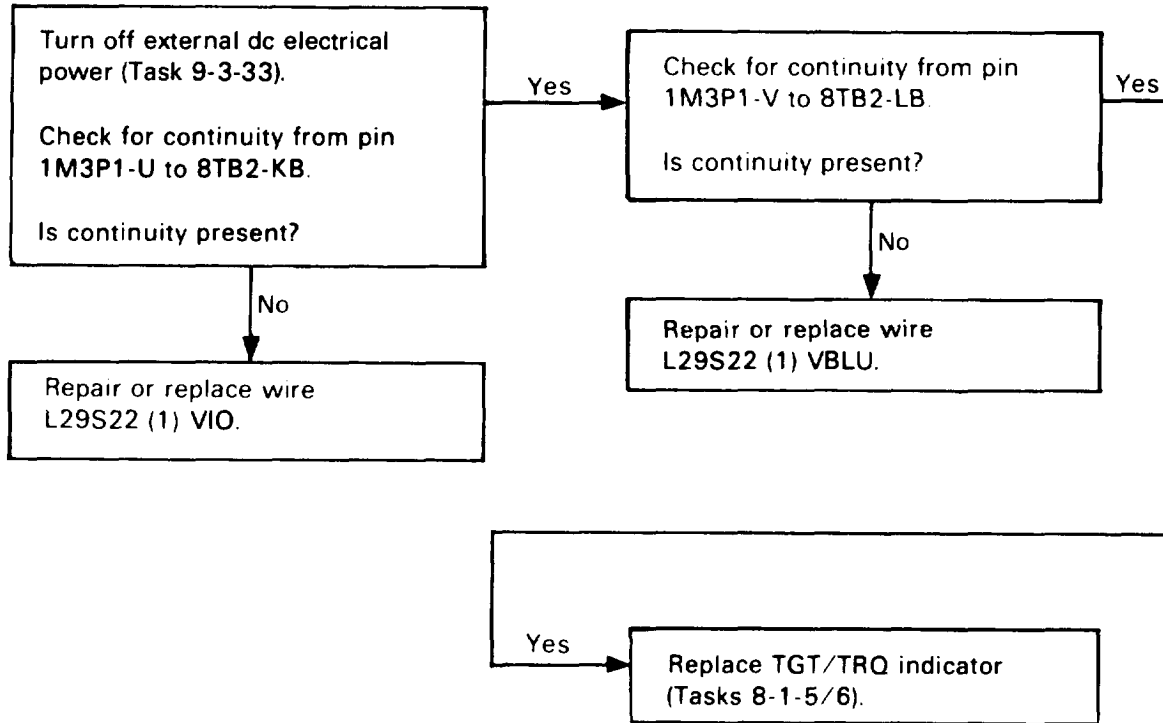 Turn off external dc electrical
power (Task 9-3-33).
Check for continuity from pin
1M3P1-U to 8TB2-KB.
Is continuity present?
Yes
Check for continuity from pin
1M3P1-V to 8TB2-LB.
Is continuity present?
Yes
No
Repair or replace wire
L29S22 (1) VIO.
No
Repair or replace wire
L29S22 (1) VBLU.
Yes
Replace TGT/TRQ indicator
(Tasks 8-1-5/6).